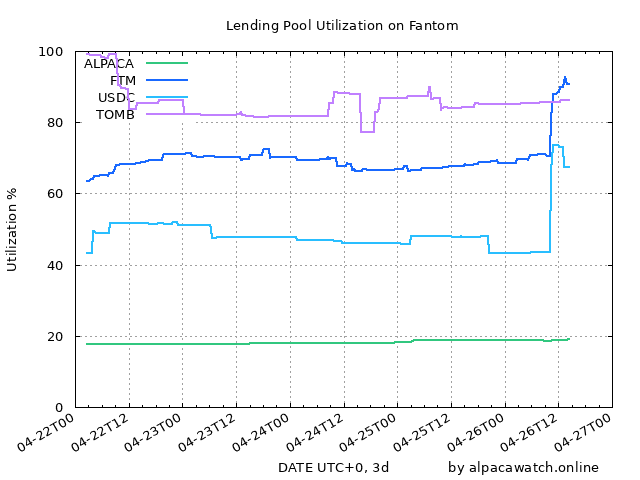 Lending Pool Utilization on Fantom
100
80
60
40
20
0
Utilization %
ALPACA
FTM
USDC
TOMB
04-22T00
04-22T12
04-23T00
04-23T12
04-24T00
04-24T12
04-25T00
04-25T12
04-26T00
04-26T12
04-27T00
DATE UTC+0, 3d
by alpacawatch.online